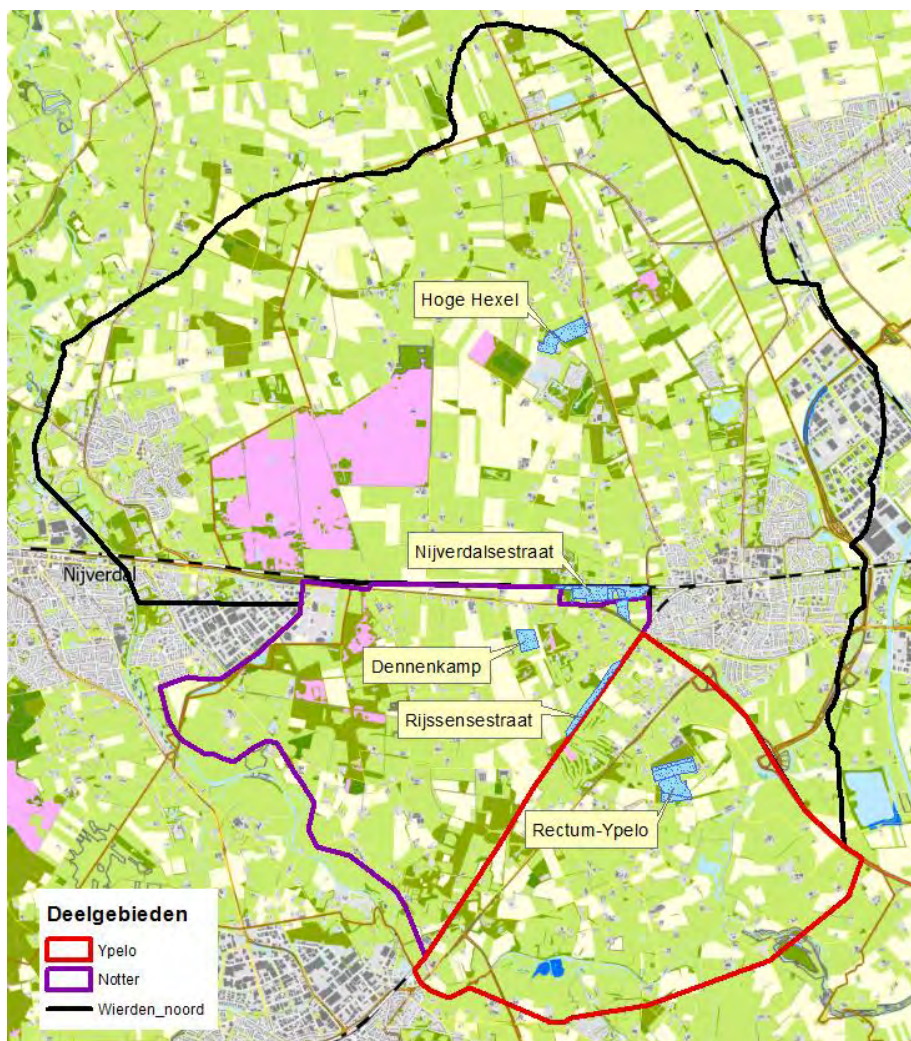 Hoge Hexel
Nijverdalsestraat
Nijverdal
Dennenkamp
Rijssensestraat
Rectum-Ypelo
Deelgebieden
Ypelo
Notter
Wierden_noord